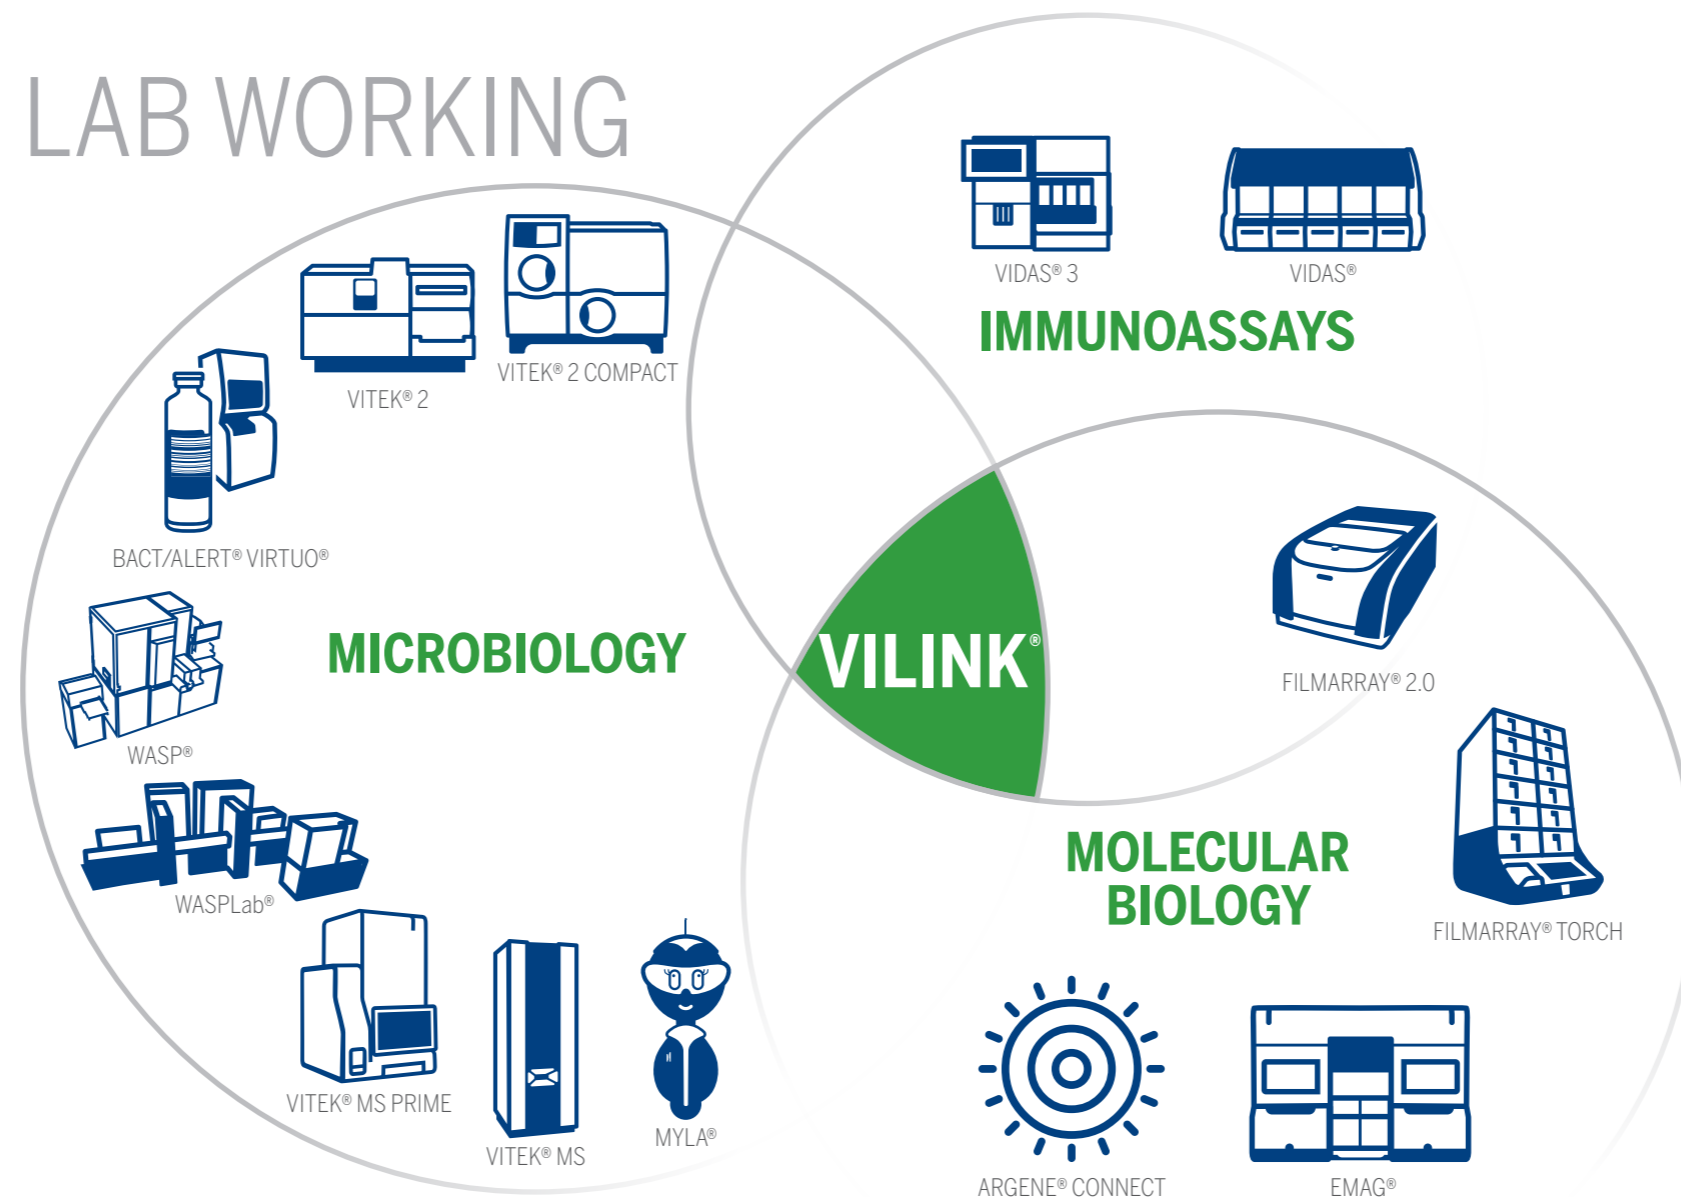 LAB WORKING
VIDAS® 3
VIDAS®
IMMUNOASSAYS
VITEK® 2 COMPACT
VITEK® 2
BACT/ALERT® VIRTUO®
MICROBIOLOGY
VILINK®
FILMARRAY® 2.0
WASP®
WASPLab®
MOLECULAR
BIOLOGY
FILMARRAY® TORCH
VITEK® MS PRIME
VITEK® MS
MYLA®
ARGENE® CONNECT
EMAG®